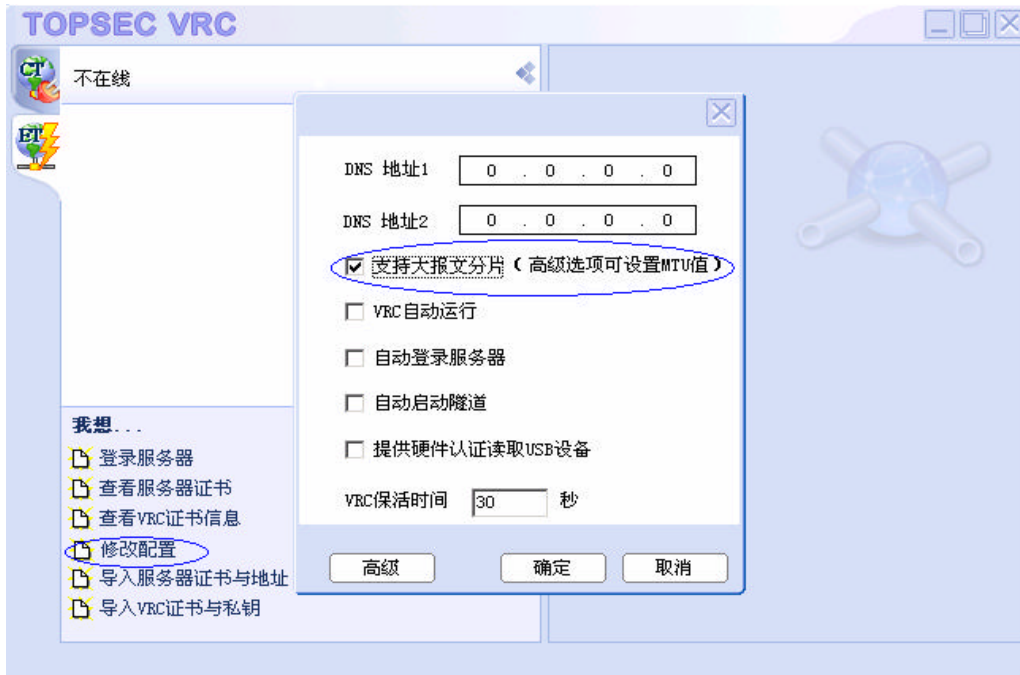 TOPSEC VRC
CT
不在线
ET
DNS 地址1 0 . 0 . 0 . 0
DNS 地址2 0 . 0 . 0 . 0
支持大报文分片（高级选项可设置MTU值）
VRC自动运行
自动登录服务器
自动启动隧道
提供硬件认证读取USB设备
VRC保活时间 30 秒
高级 确定 取消
我想...
登录服务器
查看服务器证书
查看VRC证书信息
修改配置
导入服务器证书与地址
导入VRC证书与私钥